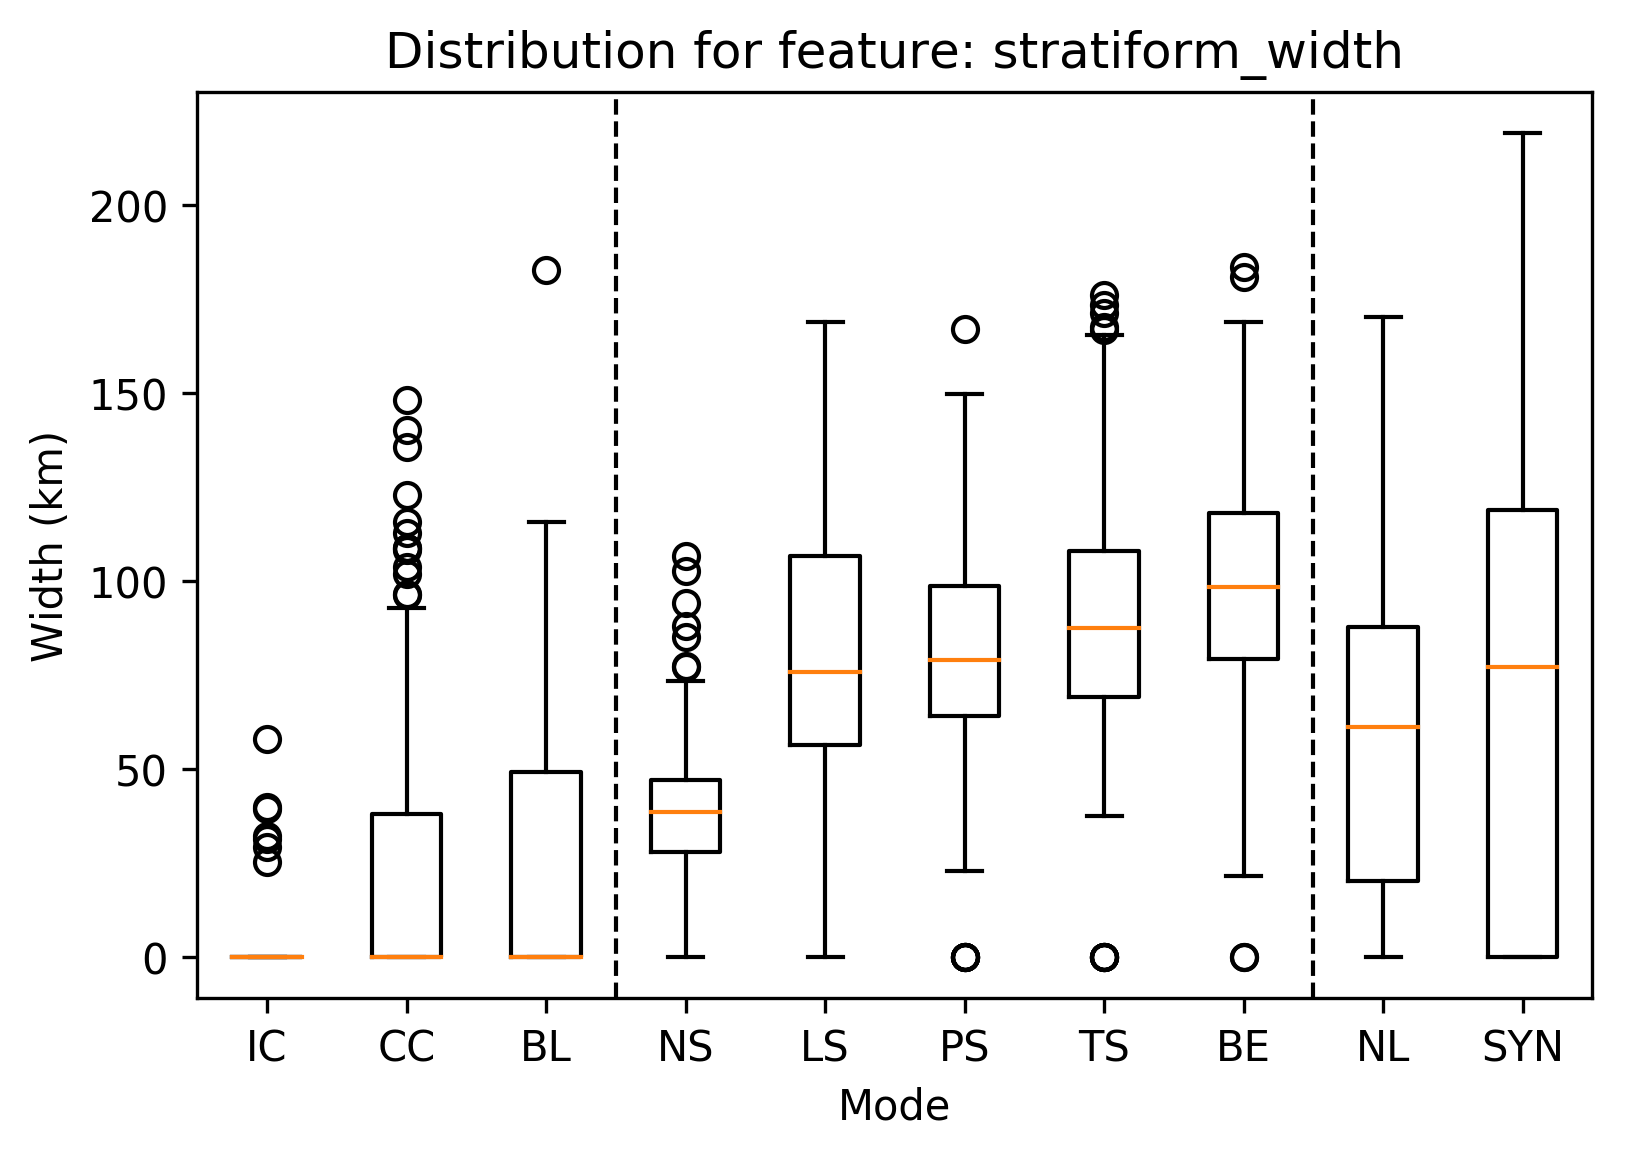 Distribution for feature: stratiform_width
Width (km)
200
150
100
50
0
IC CC BL NS LS PS TS BE NL SYN
Mode